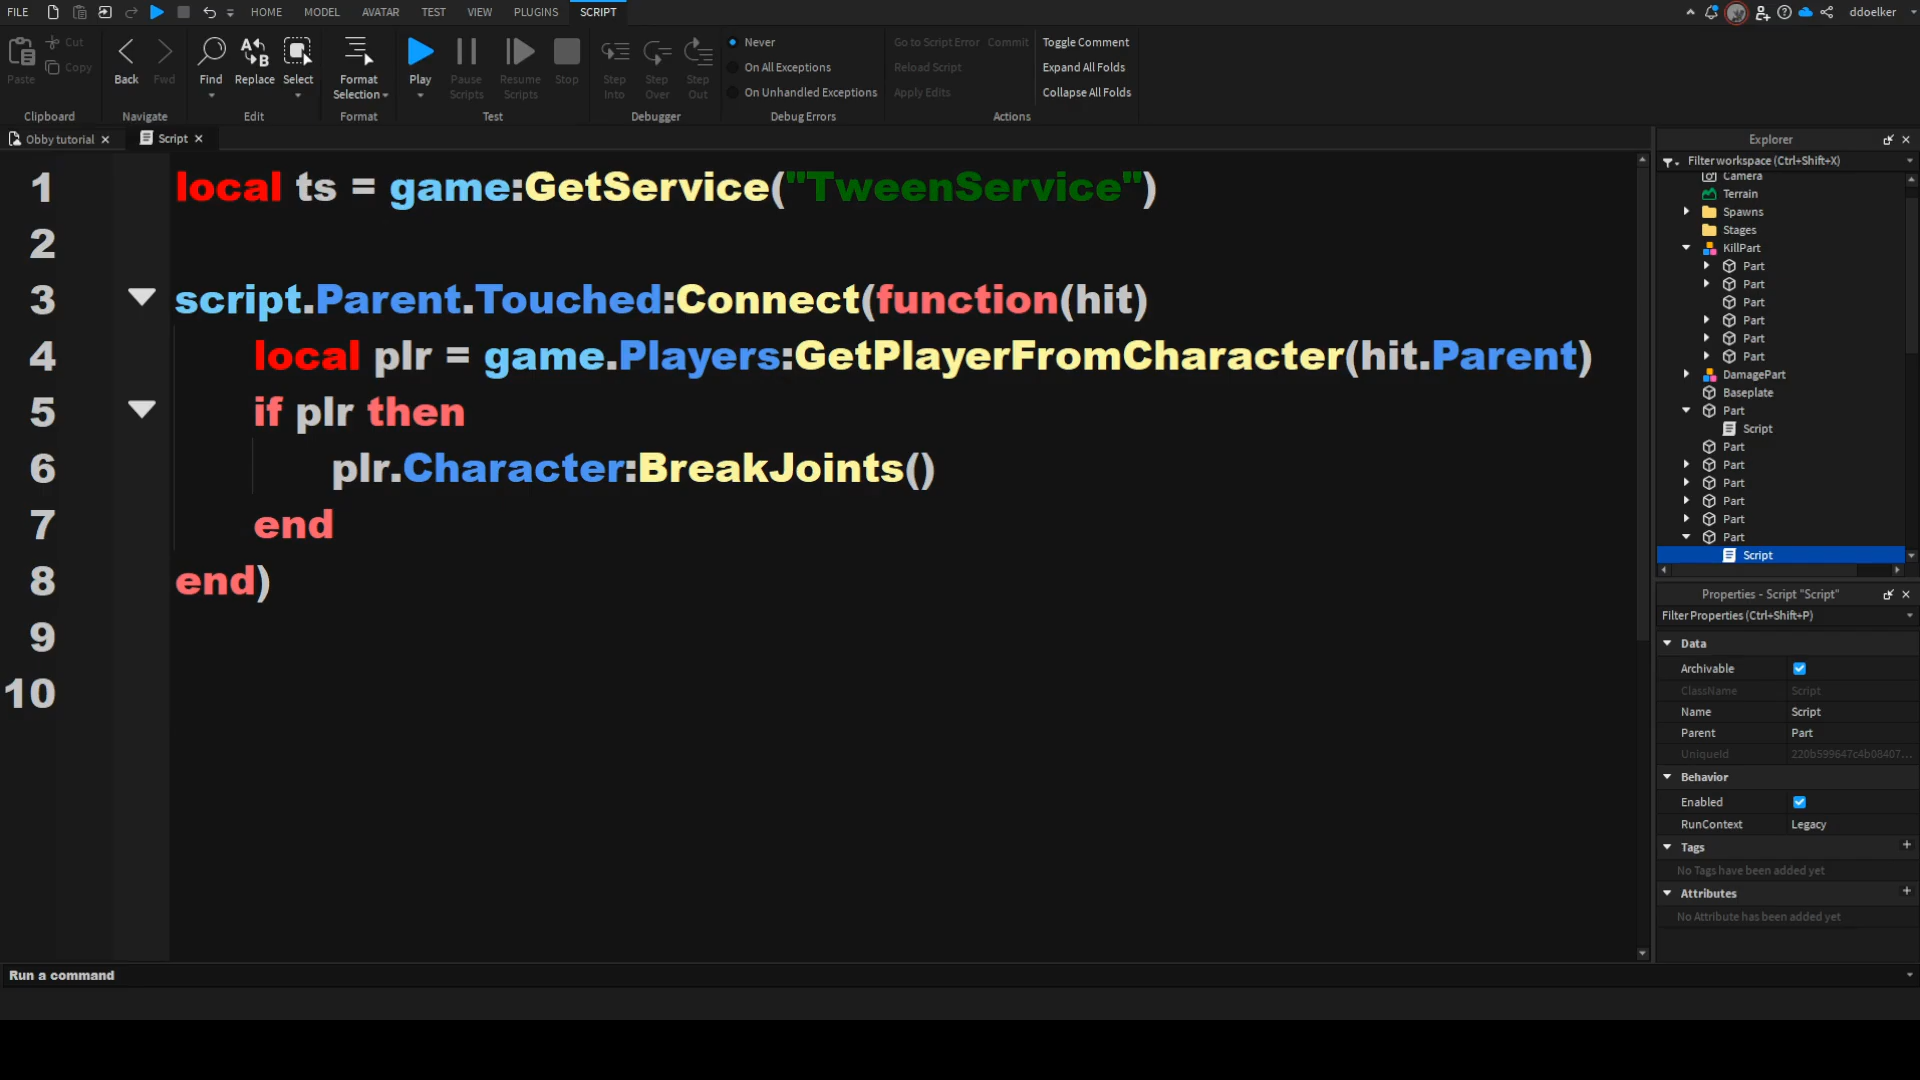 FILE HOME MODEL AVATAR TEST VIEW PLUGINS SCRIPT ddoelker
Paste Cut Copy Clipboard
Back Fwd Navigate
Find Replace Select Edit
Format Selection Format
Play Pause Scripts Resume Scripts Stop Test
Step Into Step Over Step Out Debugger
Never
On All Exceptions
On Unhandled Exceptions
Debug Errors
Go to Script Error Commit Toggle Comment
Reload Script Expand All Folds
Apply Edits Collapse All Folds
Actions
Obby tutorial Script
1 local ts = game:GetService("TweenService")
2
3 script.Parent.Touched:Connect(function(hit)
4 local plr = game.Players:GetPlayerFromCharacter(hit.Parent)
5 if plr then
6 plr.Character:BreakJoints()
7 end
8 end)
9
10
Explorer
Filter workspace (Ctrl+Shift+X)
Camera
Terrain
Spawns
Stages
KillPart
Part
Part
Part
Part
Part
Part
DamagePart
Baseplate
Part
Script
Part
Part
Part
Part
Part
Part
Script
Properties - Script "Script"
Filter Properties (Ctrl+Shift+P)
Data
Archivable
ClassName Script
Name Script
Parent Part
UniqueId 220b599647c4b08407...
Behavior
Enabled
RunContext Legacy
Tags +
No Tags have been added yet
Attributes +
No Attribute has been added yet
Run a command